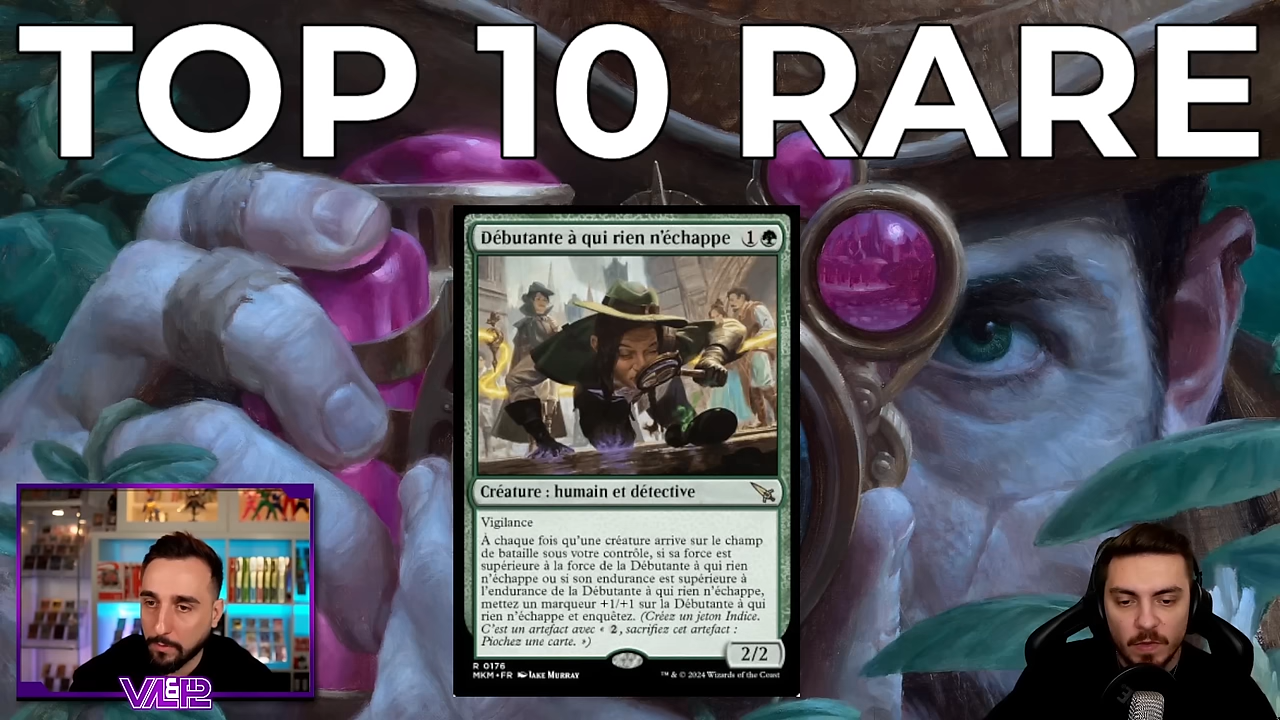 TOP 10 RARE
Débutante à qui rien n'échappe 1
Créature : humain et détective
Vigilance
À chaque fois qu'une créature arrive sur le champ
de bataille sous votre contrôle, si sa force est
supérieure à la force de la Débutante à qui rien
n'échappe ou si son endurance est supérieure à
l'endurance de la Débutante à qui rien n'échappe,
mettez un marqueur +1/+1 sur la Débutante à qui
rien n'échappe et enquêtez. (Créez un jeton Indice.
C'est un artefact avec « 2, sacrifiez cet artefact :
Piochez une carte. »)
2/2
R 0176
MKM • FR Jake Murray
™ & © 2024 Wizards of the Coast